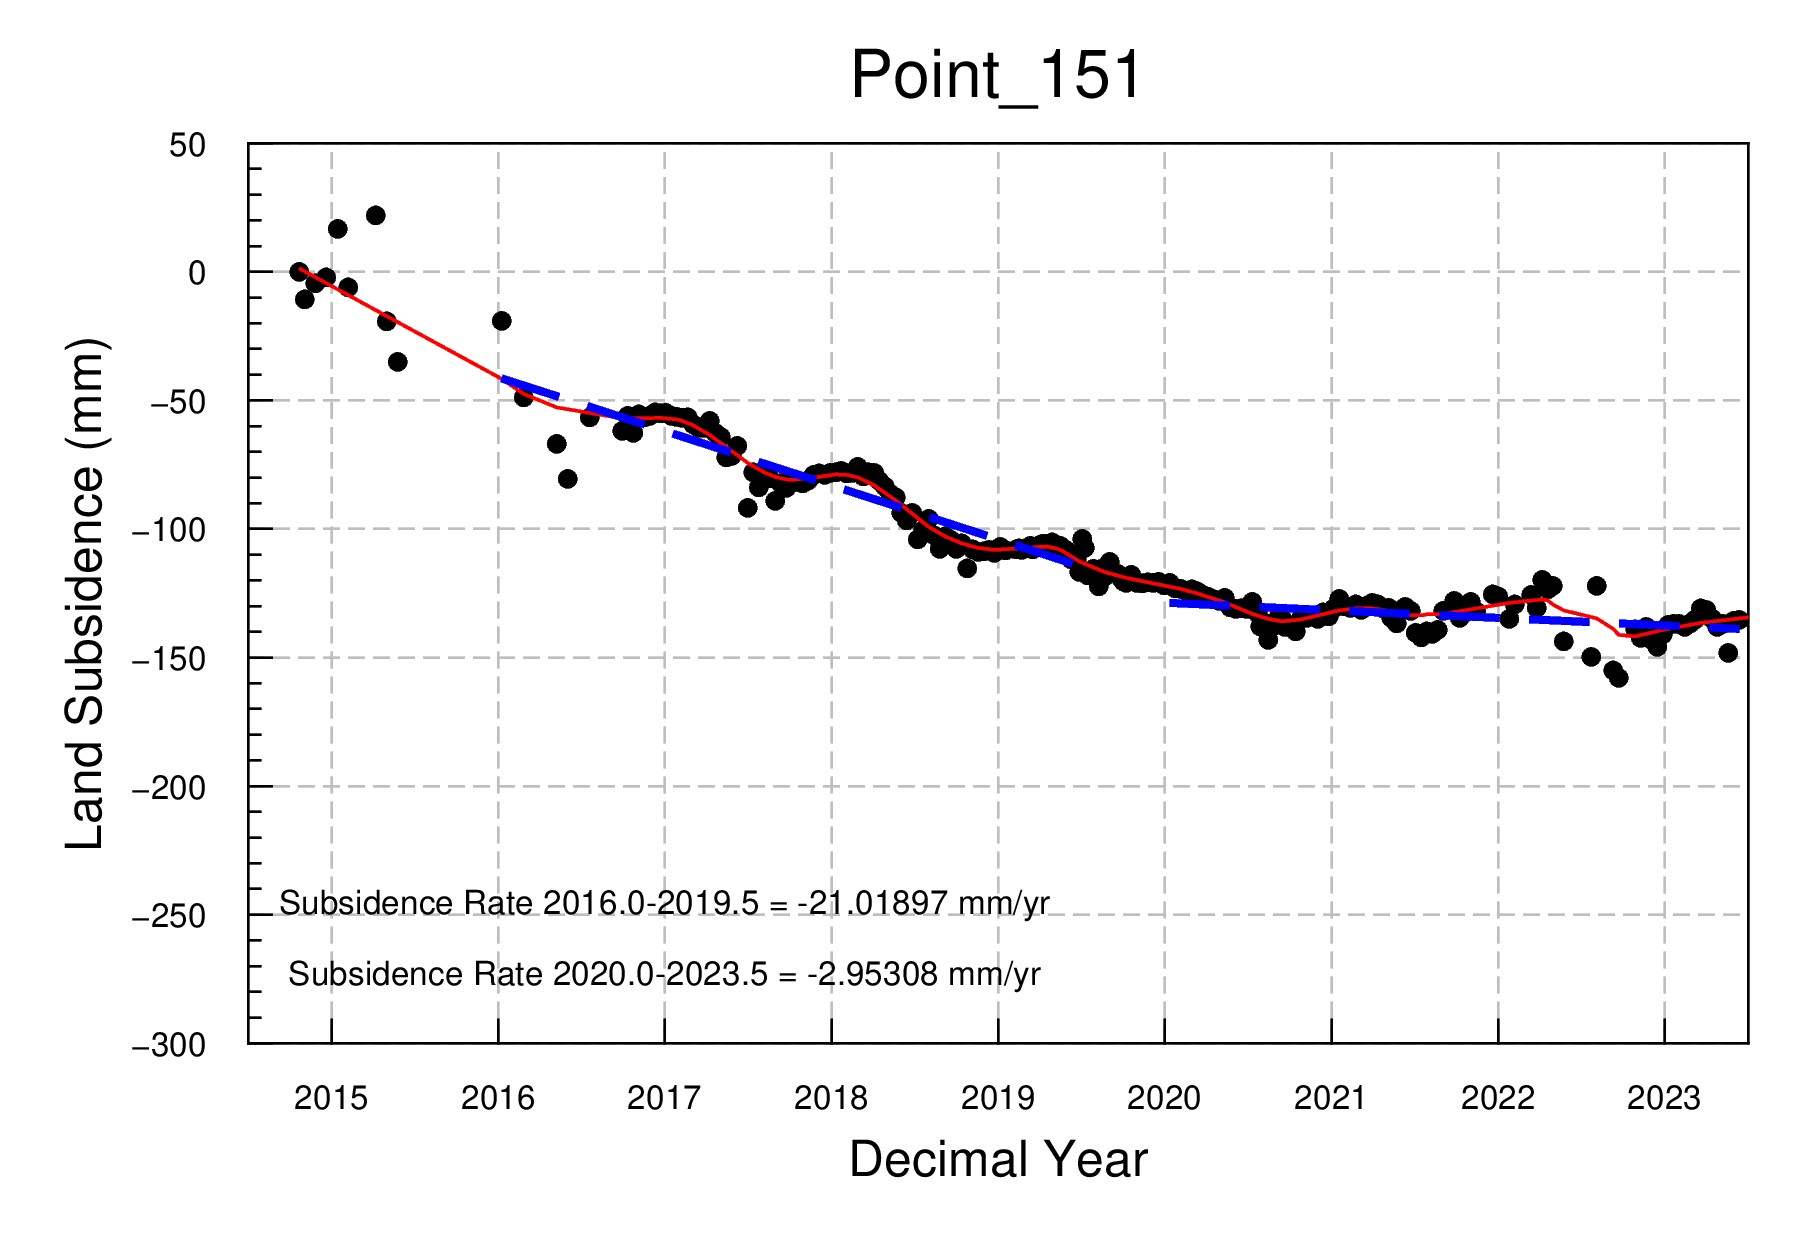 Point_151
50
0
−50
−100
−150
−200
−250
−300
Land Subsidence (mm)
Subsidence Rate 2016.0-2019.5 = -21.01897 mm/yr
Subsidence Rate 2020.0-2023.5 = -2.95308 mm/yr
2015 2016 2017 2018 2019 2020 2021 2022 2023
Decimal Year